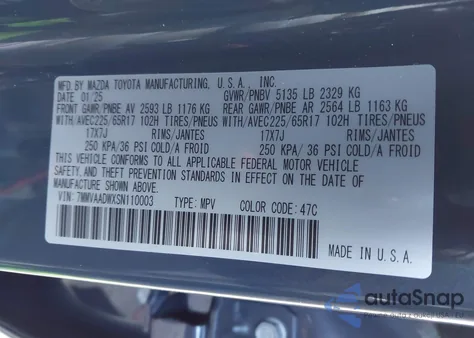 MFD. BY MAZDA TOYOTA MANUFACTURING, U.S.A., INC.
DATE 01'25 GVWR/PNBV 5135 LB 2329 KG
FRONT GAWR/PNBE AV 2593 LB 1176 KG REAR GAWR/PNBE AR 2564 LB 1163 KG
WITH/AVEC225/65R17 102H TIRES/PNEUS WITH/AVEC225/65R17 102H TIRES/PNEUS
17X7J RIMS/JANTES 17X7J RIMS/JANTES
250 KPA/ 36 PSI COLD/A FROID 250 KPA/ 36 PSI COLD/A FROID
THIS VEHICLE CONFORMS TO ALL APPLICABLE FEDERAL MOTOR VEHICLE
SAFETY, AND THEFT PREVENTION STANDARDS IN EFFECT ON THE DATE OF
MANUFACTURE SHOWN ABOVE.
VIN: 7MMVAADWXSN110003 TYPE: MPV COLOR CODE: 47C
MADE IN U.S.A.
autoSnap